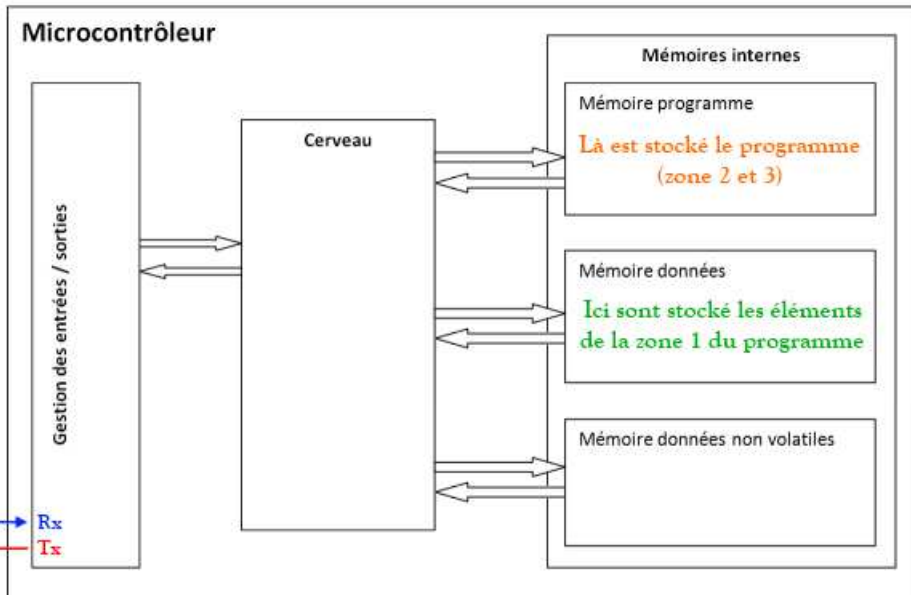 Microcontrôleur
Gestion des entrées / sorties
Rx
Tx
Cerveau
Mémoires internes
Mémoire programme
Là est stocké le programme
(zone 2 et 3)
Mémoire données
Ici sont stocké les éléments
de la zone 1 du programme
Mémoire données non volatiles